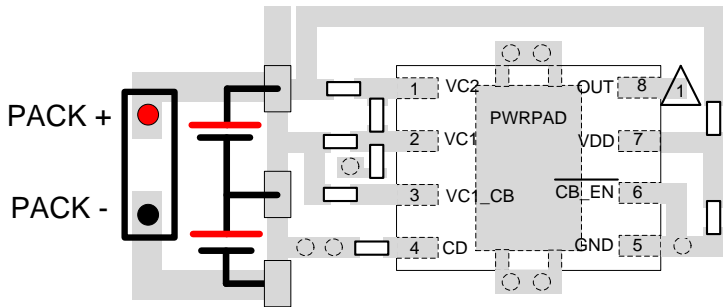 PACK +
PACK -
1 VC2
2 VC1
3 VC1_CB
4 CD
PWRPAD
OUT 8
1
VDD 7
CB_EN 6
GND 5